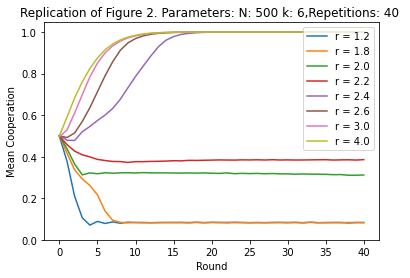 Replication of Figure 2. Parameters: N: 500 k: 6,Repetitions: 40
Mean Cooperation
1.0
0.8
0.6
0.4
0.2
0.0
r = 1.2
r = 1.8
r = 2.0
r = 2.2
r = 2.4
r = 2.6
r = 3.0
r = 4.0
0 5 10 15 20 25 30 35 40
Round